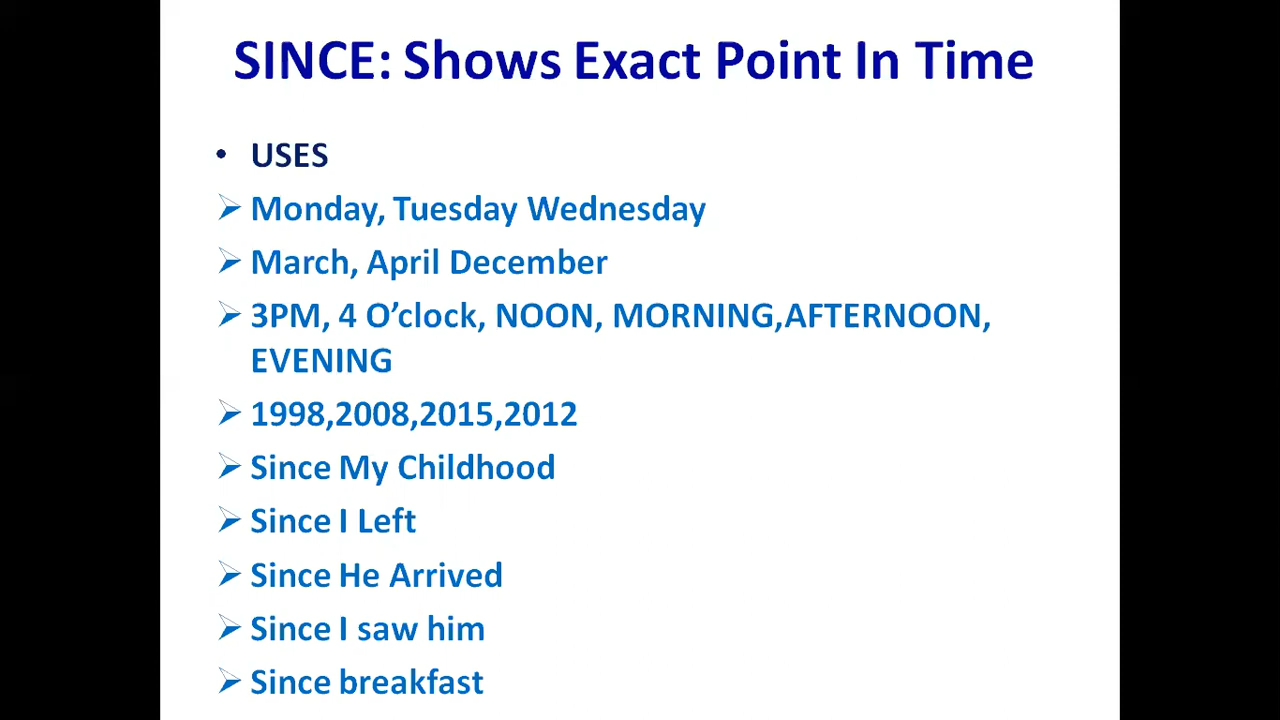 SINCE: Shows Exact Point In Time
• USES
➢ Monday, Tuesday Wednesday
➢ March, April December
➢ 3PM, 4 O’clock, NOON, MORNING,AFTERNOON,
EVENING
➢ 1998,2008,2015,2012
➢ Since My Childhood
➢ Since I Left
➢ Since He Arrived
➢ Since I saw him
➢ Since breakfast